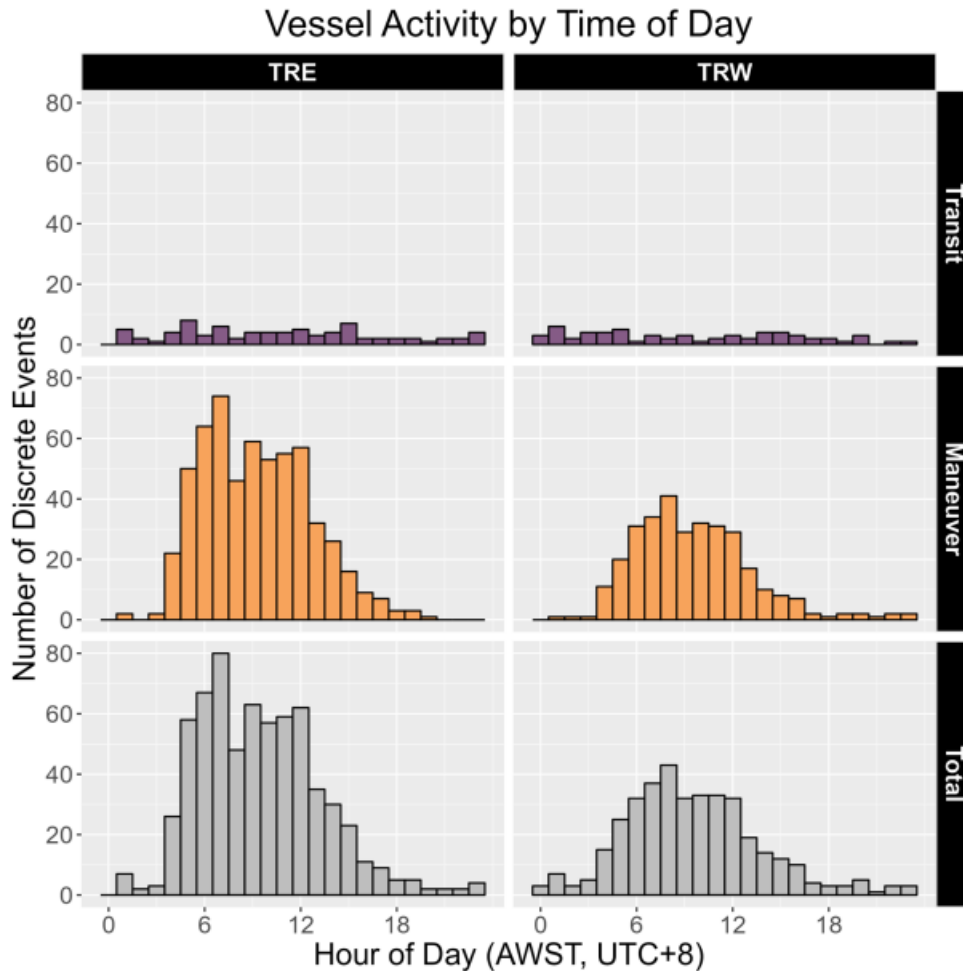 Vessel Activity by Time of Day
TRE TRW
80
60
40
20
0
Transit
80
60
40
20
0
Maneuver
80
60
40
20
0
Total
Number of Discrete Events
0 6 12 18 0 6 12 18
Hour of Day (AWST, UTC+8)